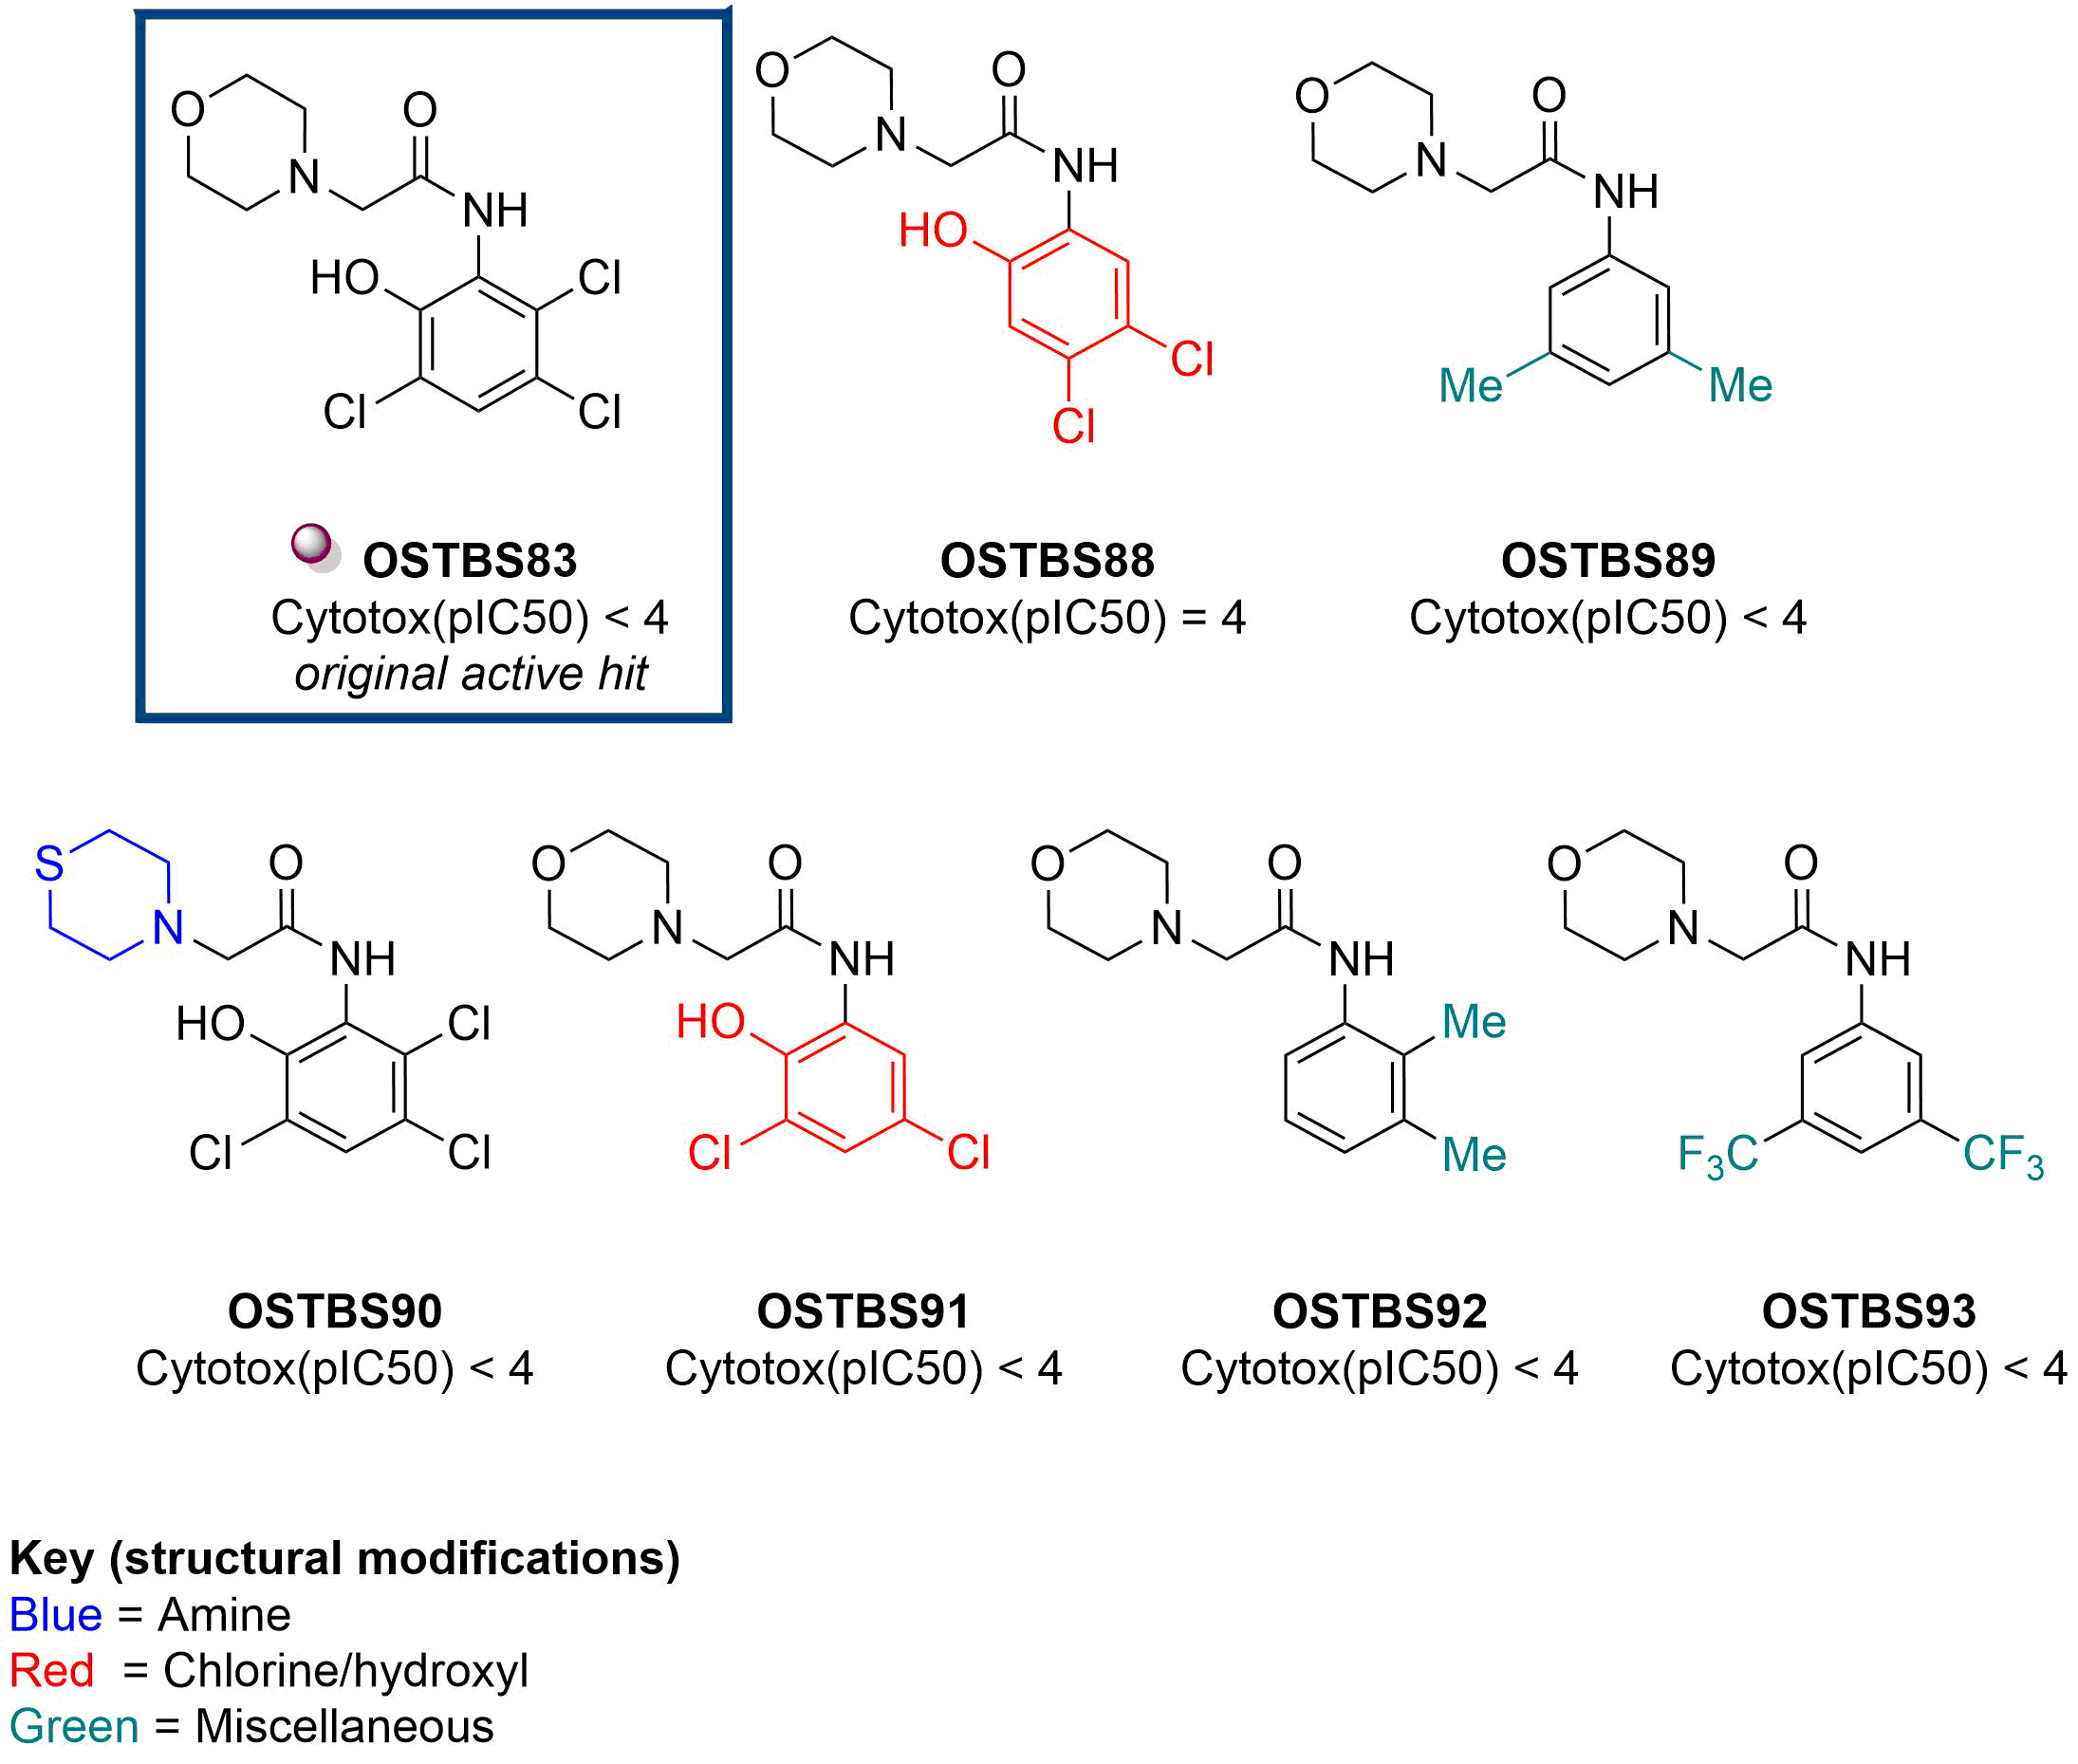 O
N
O
NH
HO
Cl
Cl
Cl
OSTBS83
Cytotox(pIC50) < 4
original active hit
O
N
O
NH
HO
Cl
Cl
OSTBS88
Cytotox(pIC50) = 4
O
N
O
NH
Me
Me
OSTBS89
Cytotox(pIC50) < 4
S
N
O
NH
HO
Cl
Cl
Cl
OSTBS90
Cytotox(pIC50) < 4
O
N
O
NH
HO
Cl
Cl
OSTBS91
Cytotox(pIC50) < 4
O
N
O
NH
Me
Me
OSTBS92
Cytotox(pIC50) < 4
O
N
O
NH
F3C
CF3
OSTBS93
Cytotox(pIC50) < 4
Key (structural modifications)
Blue = Amine
Red = Chlorine/hydroxyl
Green = Miscellaneous